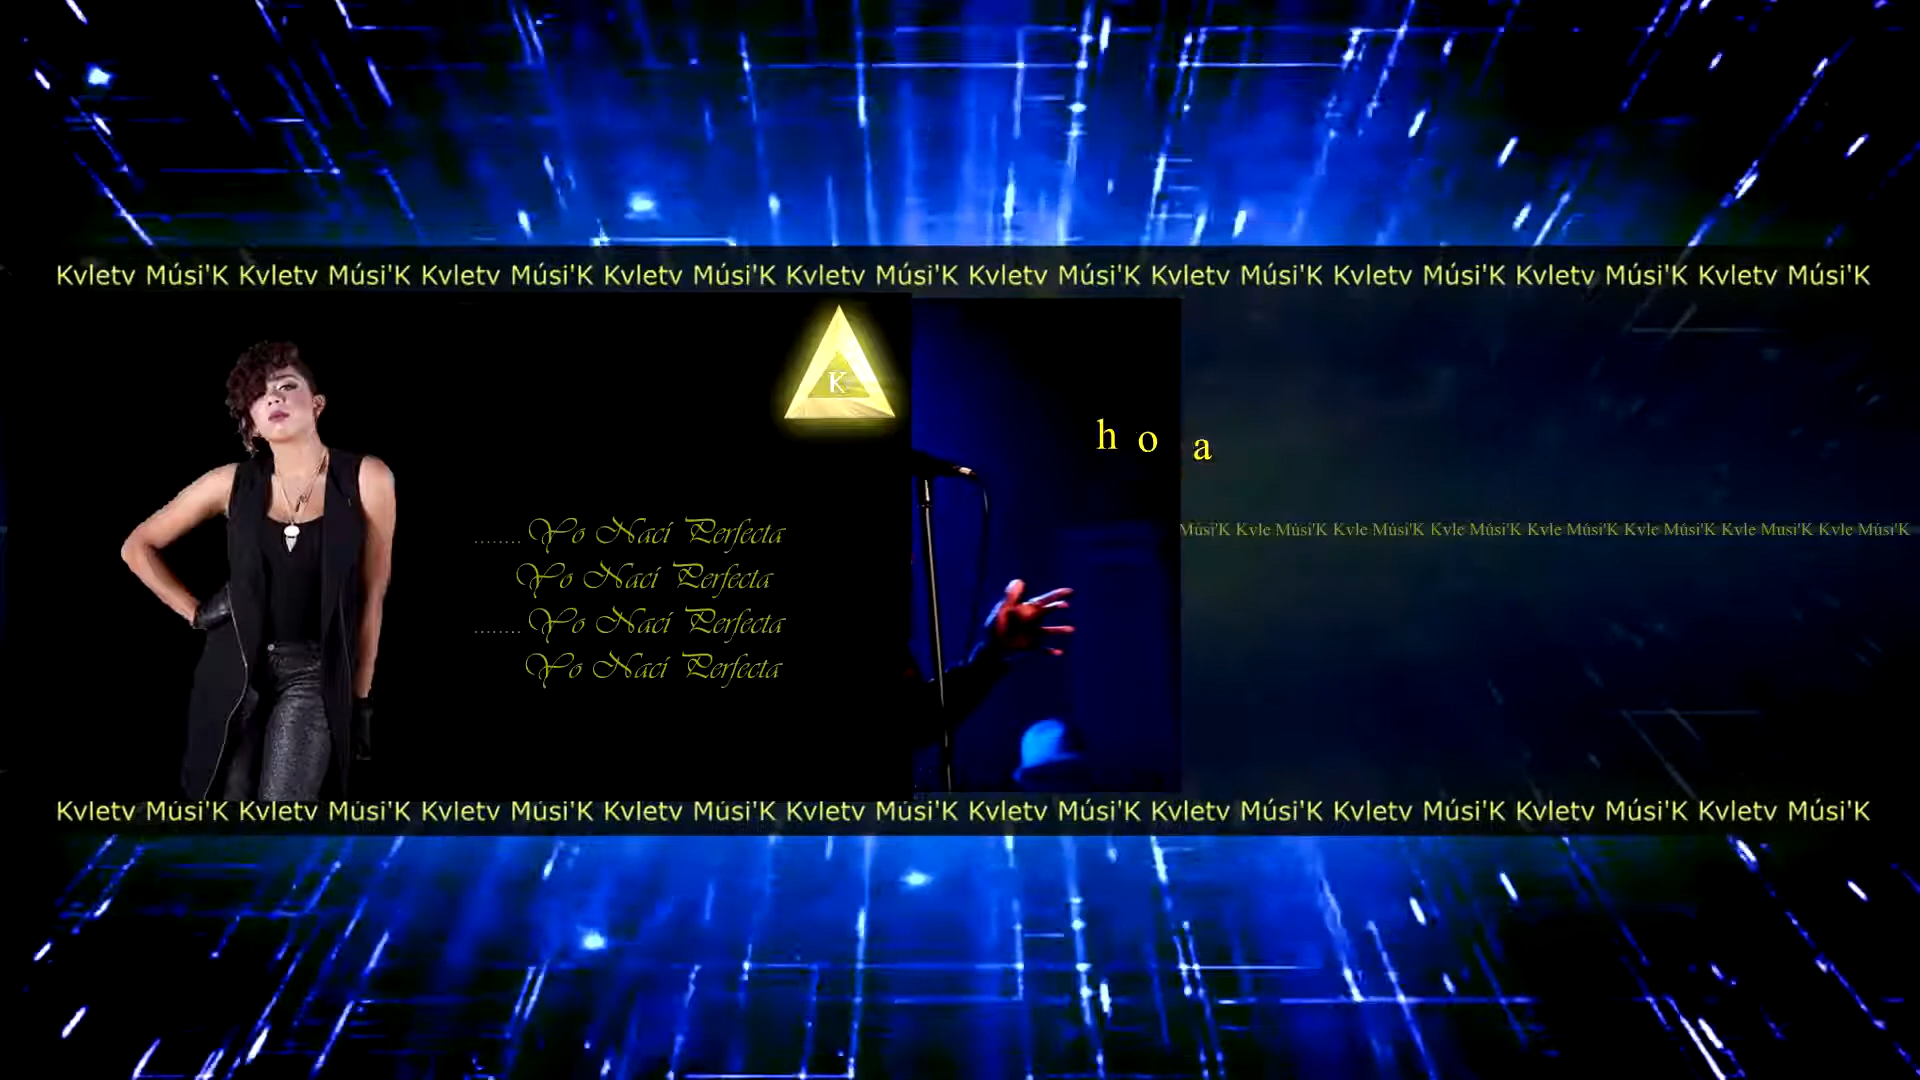 Kvletv Músi'K Kvletv Músi'K Kvletv Músi'K Kvletv Músi'K Kvletv Músi'K Kvletv Músi'K Kvletv Músi'K Kvletv Músi'K Kvletv Músi'K Kvletv Músi'K
K
h o a
Músi'K Kvle Músi'K Kvle Músi'K Kvle Músi'K Kvle Músi'K Kvle Músi'K Kvle Musi'K Kvle Músi'K
........Yo Nací Perfecta
Yo Nací Perfecta
........Yo Nací Perfecta
Yo Nací Perfecta
Kvletv Músi'K Kvletv Músi'K Kvletv Músi'K Kvletv Músi'K Kvletv Músi'K Kvletv Músi'K Kvletv Músi'K Kvletv Músi'K Kvletv Músi'K Kvletv Músi'K